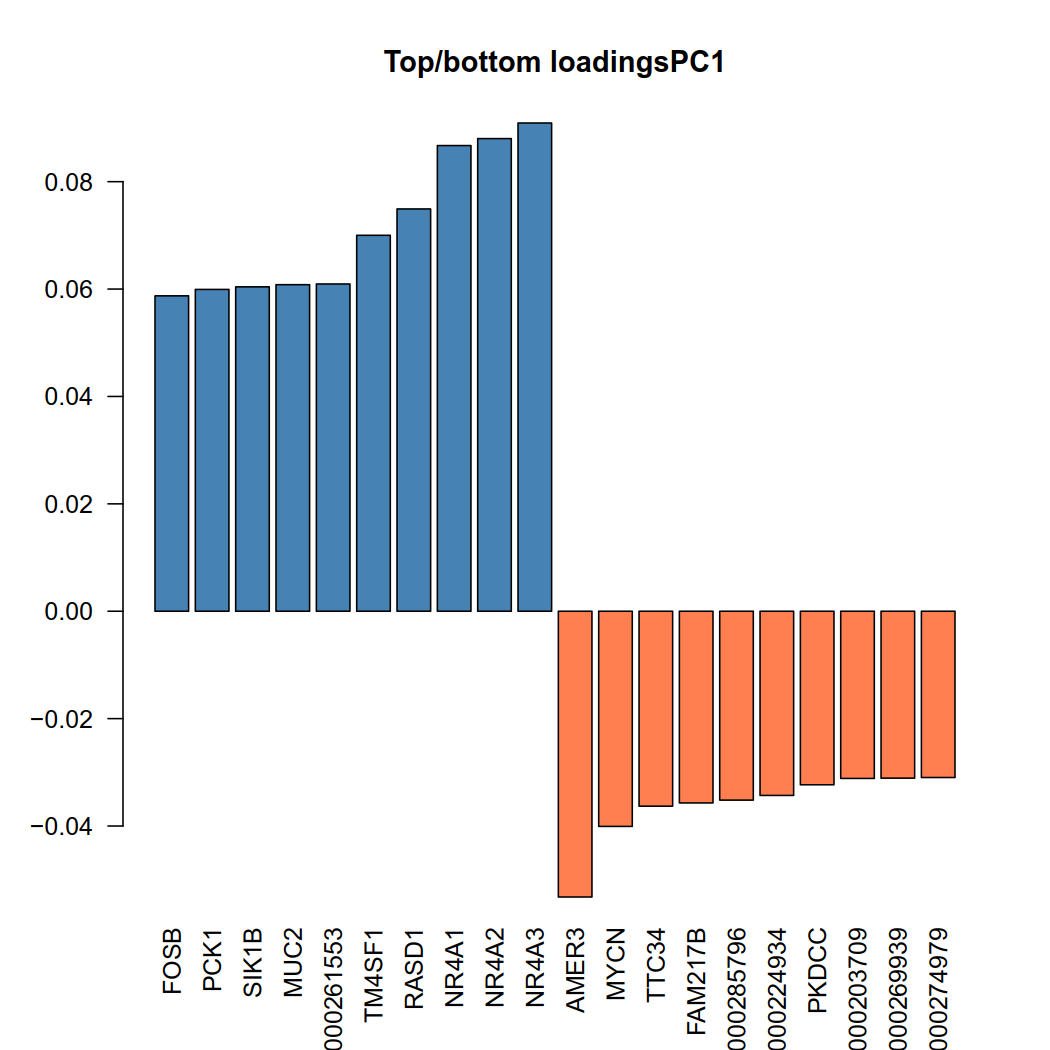 Top/bottom loadingsPC1
0.08
0.06
0.04
0.02
0.00
−0.02
−0.04
FOSB
PCK1
SIK1B
MUC2
000261553
TM4SF1
RASD1
NR4A1
NR4A2
NR4A3
AMER3
MYCN
TTC34
FAM217B
000285796
000224934
PKDCC
000203709
000269939
000274979